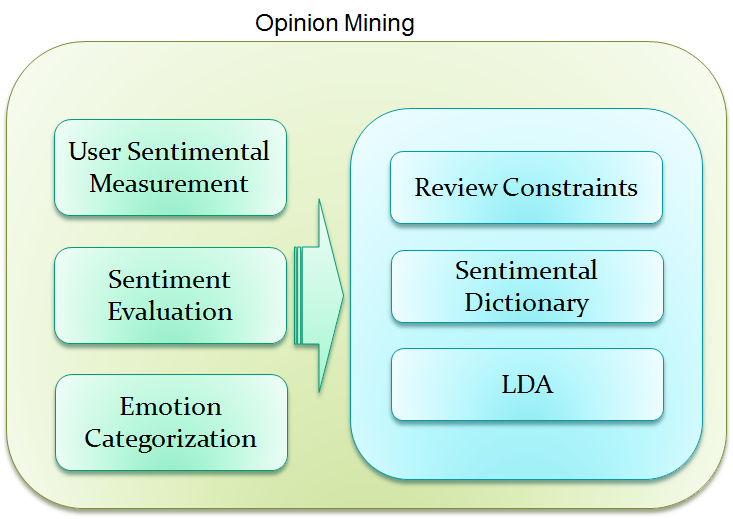 Opinion Mining
User Sentimental
Measurement
Sentiment
Evaluation
Emotion
Categorization
Review Constraints
Sentimental
Dictionary
LDA